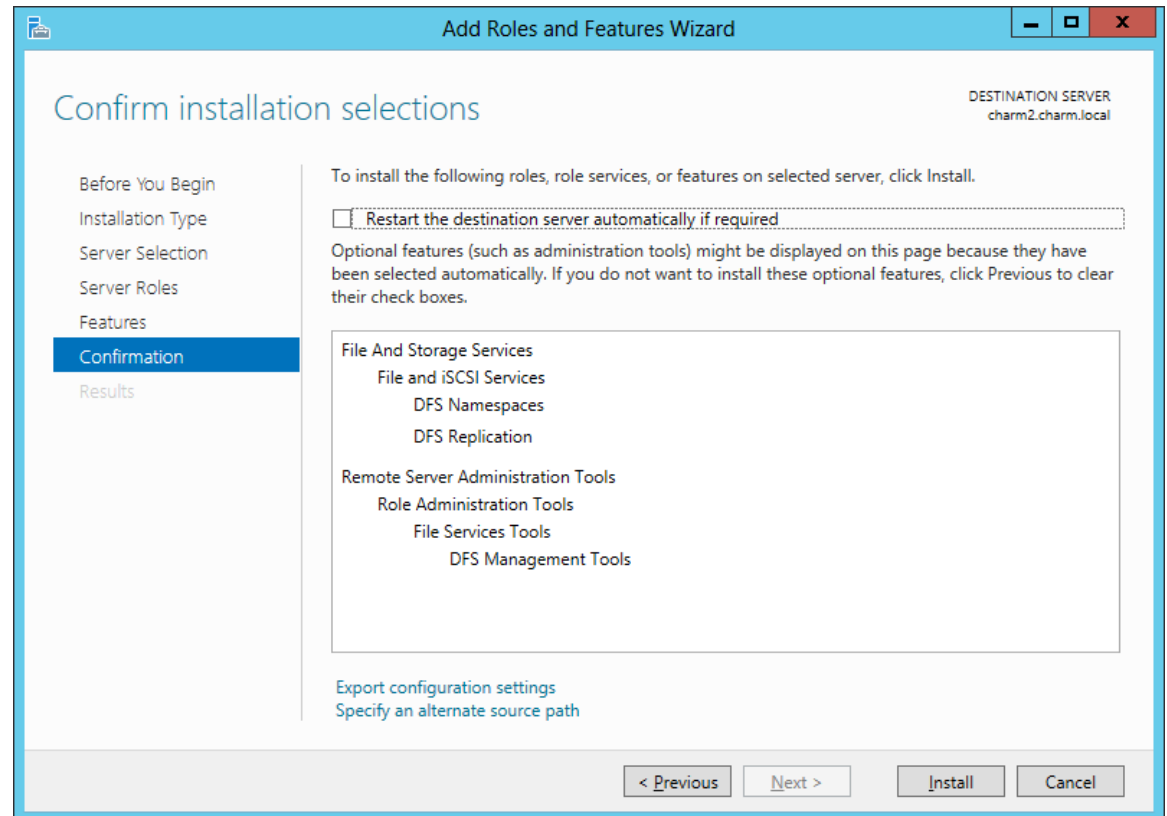 Add Roles and Features Wizard
Confirm installation selections
DESTINATION SERVER
charm2.charm.local
Before You Begin
Installation Type
Server Selection
Server Roles
Features
Confirmation
Results
To install the following roles, role services, or features on selected server, click Install.
Restart the destination server automatically if required
Optional features (such as administration tools) might be displayed on this page because they have
been selected automatically. If you do not want to install these optional features, click Previous to clear
their check boxes.
File And Storage Services
File and iSCSI Services
DFS Namespaces
DFS Replication
Remote Server Administration Tools
Role Administration Tools
File Services Tools
DFS Management Tools
Export configuration settings
Specify an alternate source path
< Previous
Next >
Install
Cancel